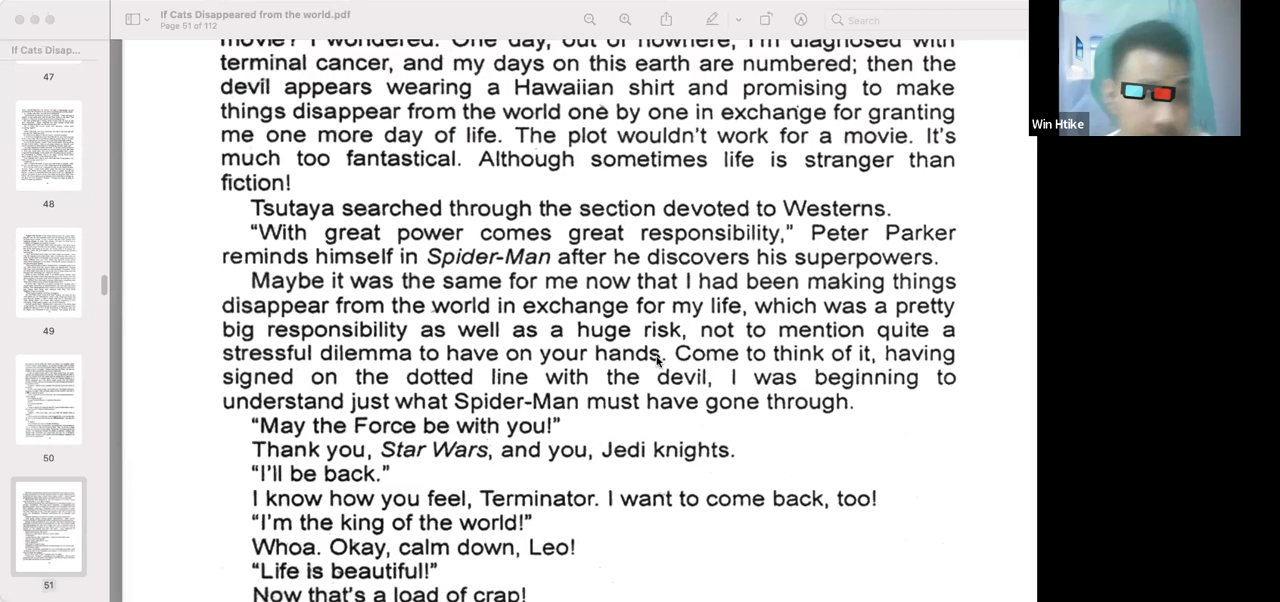 If Cats Disappeared from the world.pdf
Page 51 of 112
Search
If Cats Disap...
47
48
49
50
51
movie? I wondered. One day, out of nowhere, I'm diagnosed with
terminal cancer, and my days on this earth are numbered; then the
devil appears wearing a Hawaiian shirt and promising to make
things disappear from the world one by one in exchange for granting
me one more day of life. The plot wouldn't work for a movie. It's
much too fantastical. Although sometimes life is stranger than
fiction!
Tsutaya searched through the section devoted to Westerns.
“With great power comes great responsibility,” Peter Parker
reminds himself in Spider-Man after he discovers his superpowers.
Maybe it was the same for me now that I had been making things
disappear from the world in exchange for my life, which was a pretty
big responsibility as well as a huge risk, not to mention quite a
stressful dilemma to have on your hands. Come to think of it, having
signed on the dotted line with the devil, I was beginning to
understand just what Spider-Man must have gone through.
“May the Force be with you!”
Thank you, Star Wars, and you, Jedi knights.
“I'll be back.”
I know how you feel, Terminator. I want to come back, too!
“I'm the king of the world!”
Whoa. Okay, calm down, Leo!
“Life is beautiful!”
Now that's a load of crap!
Win Htike